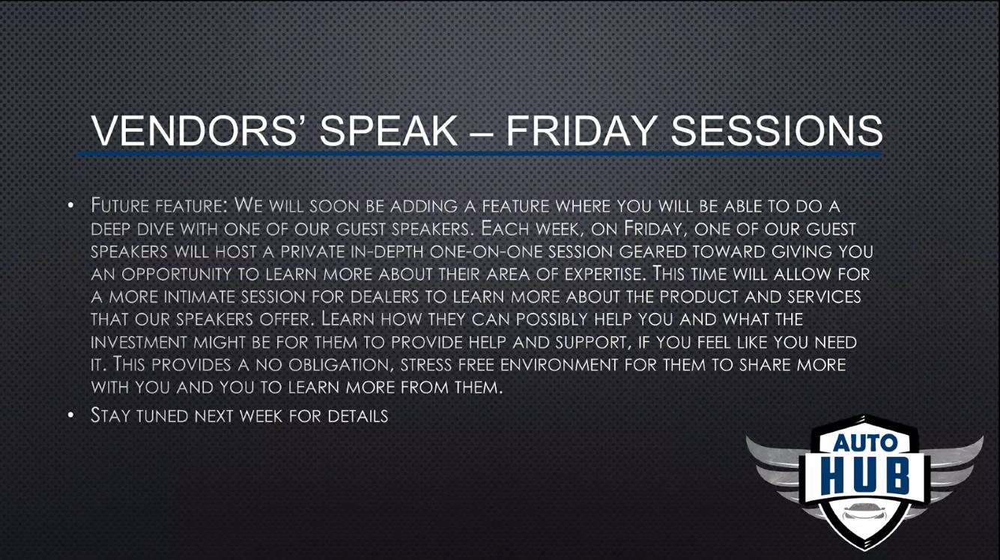 VENDORS' SPEAK – FRIDAY SESSIONS
• FUTURE FEATURE: WE WILL SOON BE ADDING A FEATURE WHERE YOU WILL BE ABLE TO DO A
DEEP DIVE WITH ONE OF OUR GUEST SPEAKERS. EACH WEEK, ON FRIDAY, ONE OF OUR GUEST
SPEAKERS WILL HOST A PRIVATE IN-DEPTH ONE-ON-ONE SESSION GEARED TOWARD GIVING YOU
AN OPPORTUNITY TO LEARN MORE ABOUT THEIR AREA OF EXPERTISE. THIS TIME WILL ALLOW FOR
A MORE INTIMATE SESSION FOR DEALERS TO LEARN MORE ABOUT THE PRODUCT AND SERVICES
THAT OUR SPEAKERS OFFER. LEARN HOW THEY CAN POSSIBLY HELP YOU AND WHAT THE
INVESTMENT MIGHT BE FOR THEM TO PROVIDE HELP AND SUPPORT, IF YOU FEEL LIKE YOU NEED
IT. THIS PROVIDES A NO OBLIGATION, STRESS FREE ENVIRONMENT FOR THEM TO SHARE MORE
WITH YOU AND YOU TO LEARN MORE FROM THEM.
• STAY TUNED NEXT WEEK FOR DETAILS
AUTO
HUB